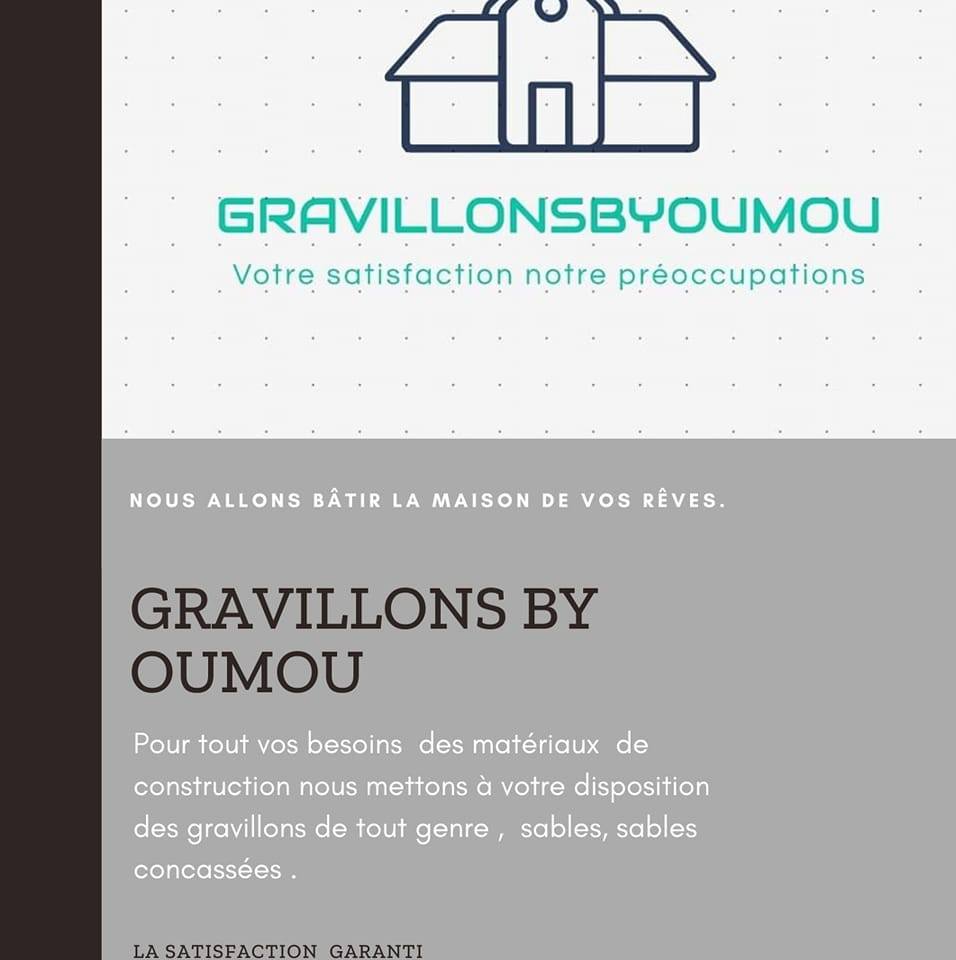 GRAVILLONSBYOUMOU
Votre satisfaction notre préoccupations
NOUS ALLONS BÂTIR LA MAISON DE VOS RÊVES.
GRAVILLONS BY
OUMOU
Pour tout vos besoins des matériaux de
construction nous mettons à votre disposition
des gravillons de tout genre , sables, sables
concassées .
LA SATISFACTION GARANTI